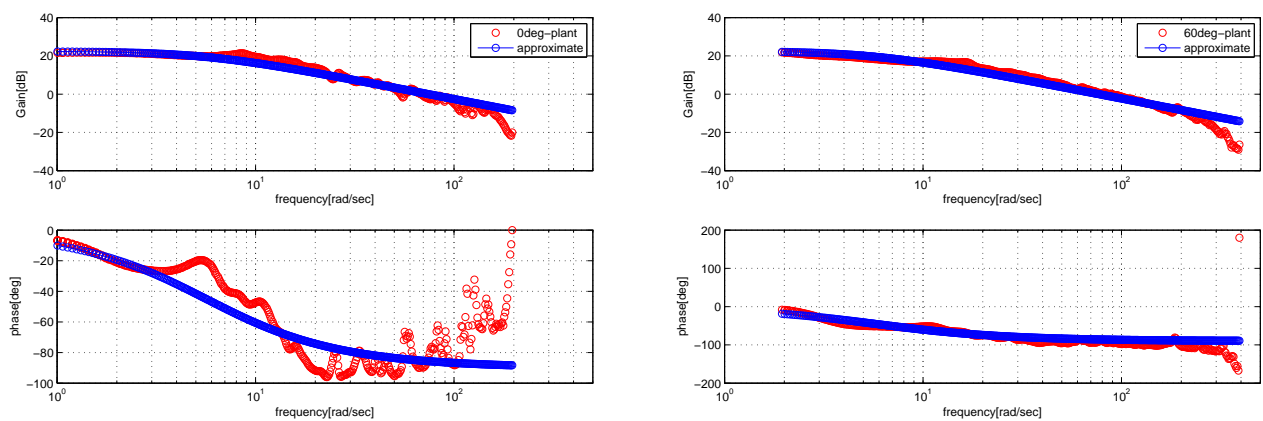 40
20
0
−20
−40
Gain[dB]
0deg−plant
approximate
10^0
10^1
10^2
frequency[rad/sec]
40
20
0
−20
−40
Gain[dB]
60deg−plant
approximate
10^0
10^1
10^2
frequency[rad/sec]
0
−20
−40
−60
−80
−100
phase[deg]
10^0
10^1
10^2
frequency[rad/sec]
200
100
0
−100
−200
phase[deg]
10^0
10^1
10^2
frequency[rad/sec]